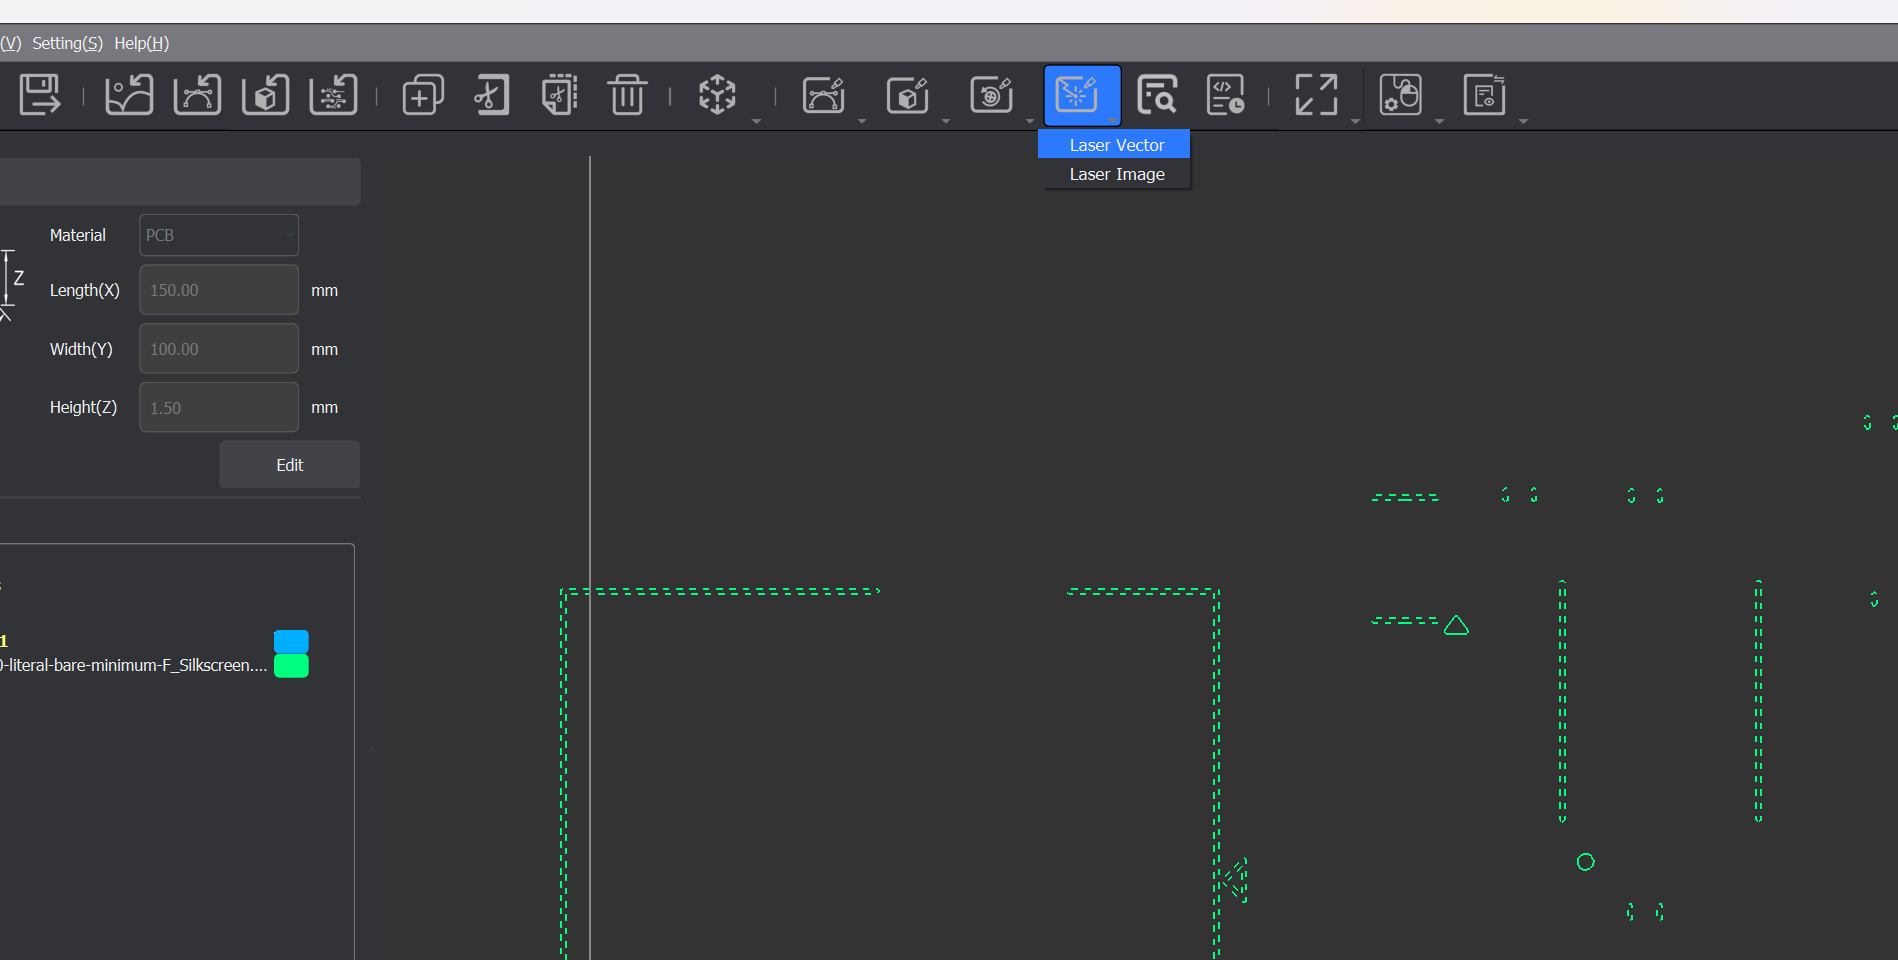 (V) Setting(S) Help(H)
Laser Vector
Laser Image
Material PCB
Z
Length(X) 150.00 mm
Width(Y) 100.00 mm
Height(Z) 1.50 mm
Edit
1
-literal-bare-minimum-F_Silkscreen....